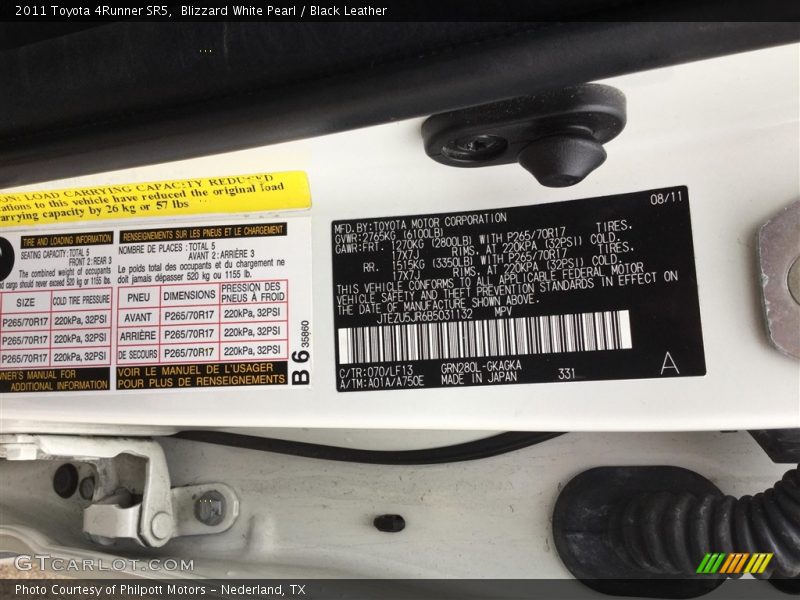 2011 Toyota 4Runner SR5, Blizzard White Pearl / Black Leather
LOAD CARRYING CAPACITY REDUCED
ations to this vehicle have reduced the original load
carrying capacity by 26 kg or 57 lbs
TIRE AND LOADING INFORMATION
SEATING CAPACITY: TOTAL 5
FRONT 2: REAR 3
The combined weight of occupants
and cargo should never exceed 520 kg or 1155 lb.
SIZE COLD TIRE PRESSURE
P265/70R17 220kPa, 32PSI
P265/70R17 220kPa, 32PSI
P265/70R17 220kPa, 32PSI
NER'S MANUAL FOR
ADDITIONAL INFORMATION
RENSEIGNEMENTS SUR LES PNEUS ET LE CHARGEMENT
NOMBRE DE PLACES : TOTAL 5
AVANT 2: ARRIÈRE 3
Le poids total des occupants et du chargement ne
doit jamais dépasser 520 kg ou 1155 lb.
PNEU DIMENSIONS PRESSION DES PNEUS À FROID
AVANT P265/70R17 220kPa, 32PSI
ARRIÈRE P265/70R17 220kPa, 32PSI
DE SECOURS P265/70R17 220kPa, 32PSI
VOIR LE MANUEL DE L'USAGER
POUR PLUS DE RENSEIGNEMENTS
B6 35860
08/11
MFD.BY:TOYOTA MOTOR CORPORATION
GVWR:2765KG (6100LB)
GAWR:FRT. 1270KG (2800LB) WITH P265/70R17 TIRES.
17X7J RIMS, AT 220KPA (32PSI) COLD.
RR. 1515KG (3350LB) WITH P265/70R17 TIRES.
17X7J RIMS, AT 220KPA (32PSI) COLD.
THIS VEHICLE CONFORMS TO ALL APPLICABLE FEDERAL MOTOR
VEHICLE SAFETY AND THEFT PREVENTION STANDARDS IN EFFECT ON
THE DATE OF MANUFACTURE SHOWN ABOVE.
JTEZU5JR6B5031132 MPV
C/TR:070/LF13 GRN280L-GKAGKA
A/TM:A01A/A750E MADE IN JAPAN 331
A
GTcarlot.com
Photo Courtesy of Philpott Motors - Nederland, TX